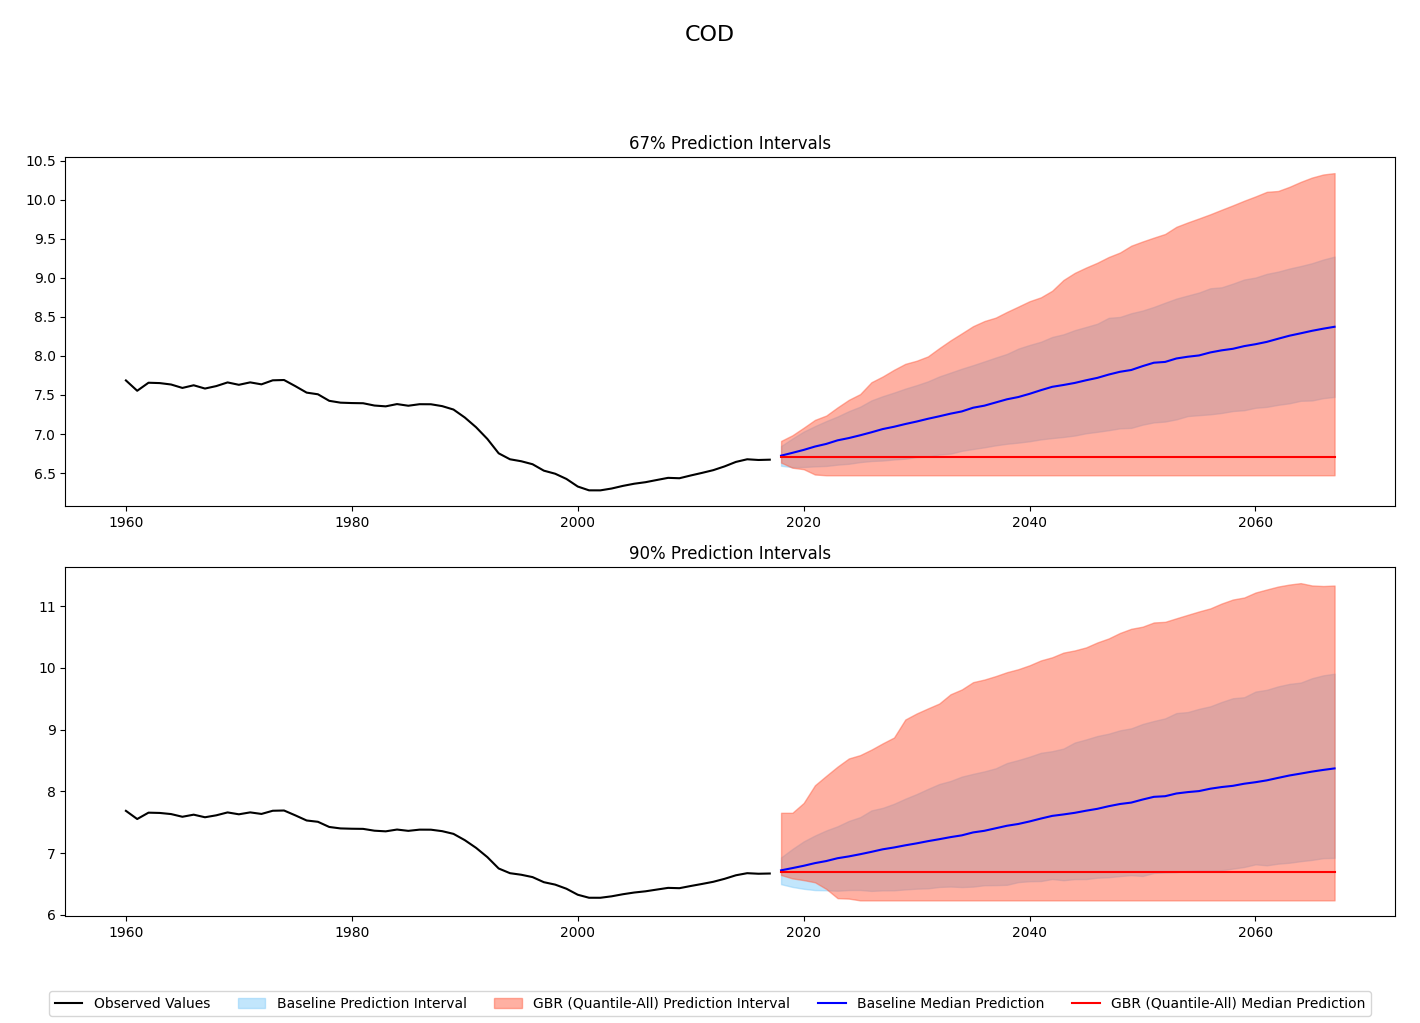 COD
67% Prediction Intervals
10.5
10.0
9.5
9.0
8.5
8.0
7.5
7.0
6.5
1960 1980 2000 2020 2040 2060
90% Prediction Intervals
11
10
9
8
7
6
1960 1980 2000 2020 2040 2060
Observed Values Baseline Prediction Interval GBR (Quantile-All) Prediction Interval Baseline Median Prediction GBR (Quantile-All) Median Prediction